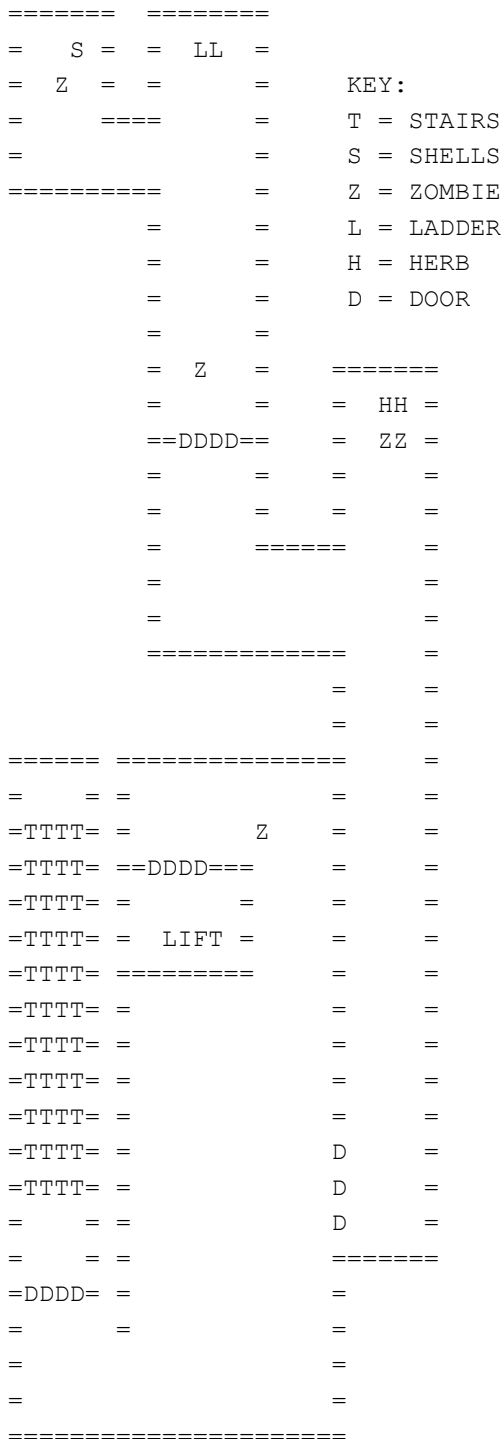 =======  ========
=   S =  =  LL  =
=  Z  =  =      =     KEY:
=     ====      =     T = STAIRS
=               =     S = SHELLS
==========      =     Z = ZOMBIE
         =      =     L = LADDER
         =      =     H = HERB
         =      =     D = DOOR
         =      =
         =  Z   =    =======
         =      =    =  HH =
         ==DDDD==    =  ZZ =
         =      =    =     =
         =      =    =     =
         =      ======     =
         =                 =
         =                 =
         =============     =
                     =     =
                     =     =
====== ===============     =
=    = =             =     =
=TTTT= =        Z    =     =
=TTTT= ==DDDD===     =     =
=TTTT= =       =     =     =
=TTTT= =  LIFT =     =     =
=TTTT= =========     =     =
=TTTT= =             =     =
=TTTT= =             =     =
=TTTT= =             =     =
=TTTT= =             =     =
=TTTT= =             D     =
=TTTT= =             D     =
=    = =             D     =
=    = =             =======
=DDDD= =             =
=      =             =
=                    =
=                    =
======================